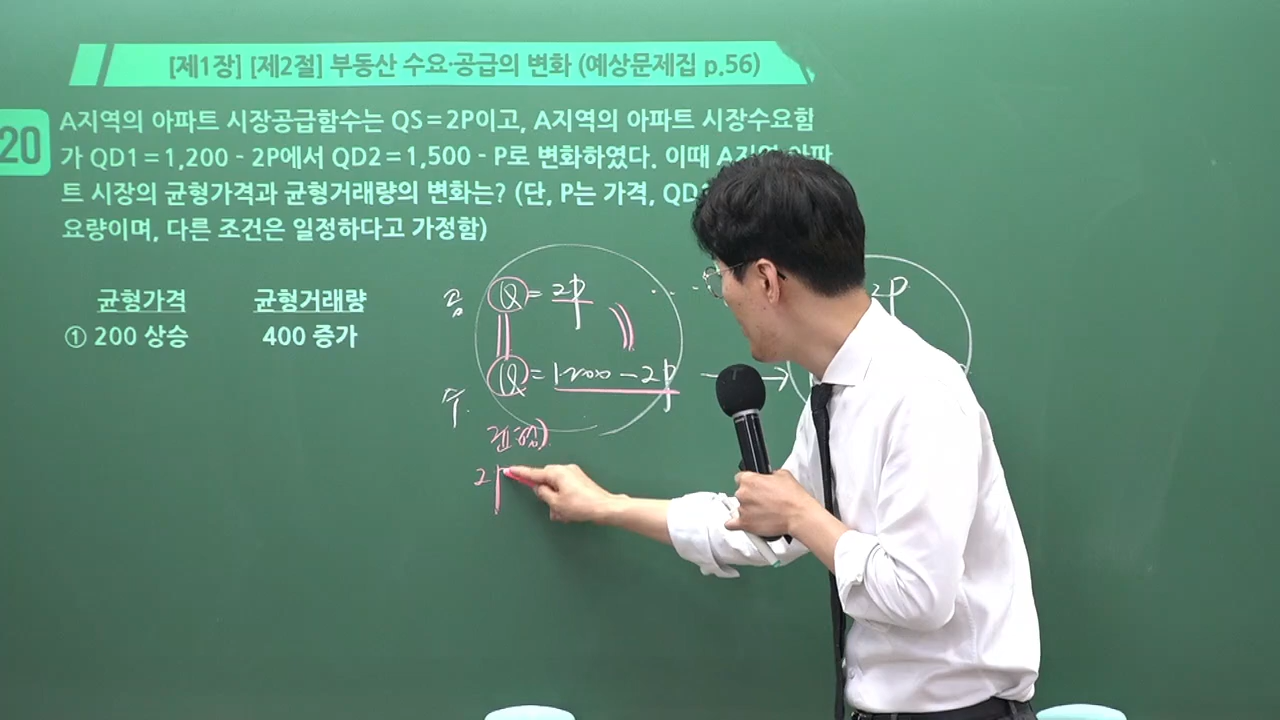 [제1장] [제2절] 부동산 수요·공급의 변화 (예상문제집 p.56)
20
A지역의 아파트 시장공급함수는 QS=2P이고, A지역의 아파트 시장수요함
가 QD1=1,200 - 2P에서 QD2=1,500 - P로 변화하였다. 이때 A지역 아파
트 시장의 균형가격과 균형거래량의 변화는? (단, P는 가격, QD
요량이며, 다른 조건은 일정하다고 가정함)
균형가격 균형거래량
① 200 상승 400 증가
공 Q = 2P 2P
수 Q = 1200 - 2P
2P